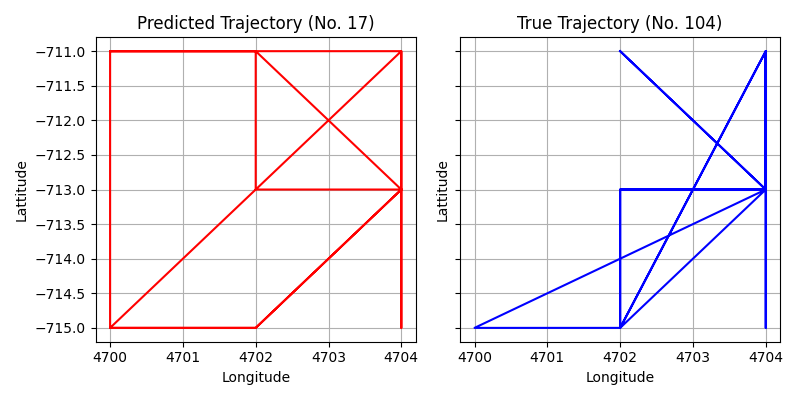 Predicted Trajectory (No. 17)
True Trajectory (No. 104)
−711.0
−711.5
−712.0
−712.5
−713.0
−713.5
−714.0
−714.5
−715.0
Lattitude
Lattitude
4700 4701 4702 4703 4704
4700 4701 4702 4703 4704
Longitude
Longitude